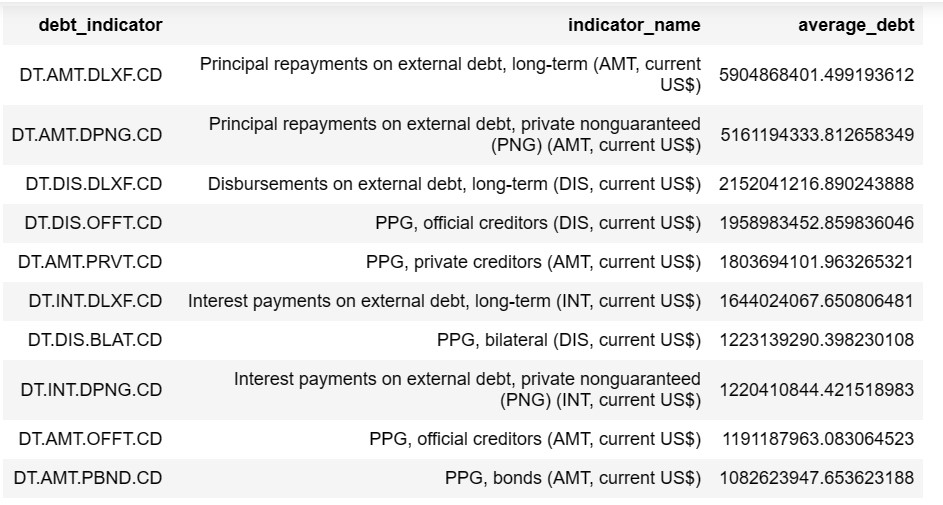 debt_indicator indicator_name average_debt
DT.AMT.DLXF.CD Principal repayments on external debt, long-term (AMT, current US$) 5904868401.499193612
DT.AMT.DPNG.CD Principal repayments on external debt, private nonguaranteed (PNG) (AMT, current US$) 5161194333.812658349
DT.DIS.DLXF.CD Disbursements on external debt, long-term (DIS, current US$) 2152041216.890243888
DT.DIS.OFFT.CD PPG, official creditors (DIS, current US$) 1958983452.859836046
DT.AMT.PRVT.CD PPG, private creditors (AMT, current US$) 1803694101.963265321
DT.INT.DLXF.CD Interest payments on external debt, long-term (INT, current US$) 1644024067.650806481
DT.DIS.BLAT.CD PPG, bilateral (DIS, current US$) 1223139290.398230108
DT.INT.DPNG.CD Interest payments on external debt, private nonguaranteed (PNG) (INT, current US$) 1220410844.421518983
DT.AMT.OFFT.CD PPG, official creditors (AMT, current US$) 1191187963.083064523
DT.AMT.PBND.CD PPG, bonds (AMT, current US$) 1082623947.653623188